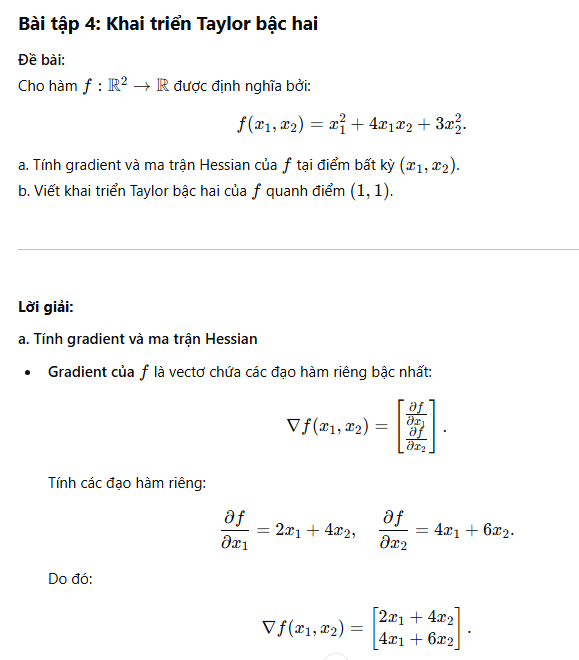 Bài tập 4: Khai triển Taylor bậc hai
Đề bài:
Cho hàm f : ℝ² → ℝ được định nghĩa bởi:
f(x₁, x₂) = x₁² + 4x₁x₂ + 3x₂².
a. Tính gradient và ma trận Hessian của f tại điểm bất kỳ (x₁, x₂).
b. Viết khai triển Taylor bậc hai của f quanh điểm (1, 1).
Lời giải:
a. Tính gradient và ma trận Hessian
• Gradient của f là vectơ chứa các đạo hàm riêng bậc nhất:
∇f(x₁, x₂) = [∂f/∂x₁; ∂f/∂x₂].
Tính các đạo hàm riêng:
∂f/∂x₁ = 2x₁ + 4x₂, ∂f/∂x₂ = 4x₁ + 6x₂.
Do đó:
∇f(x₁, x₂) = [2x₁ + 4x₂; 4x₁ + 6x₂].